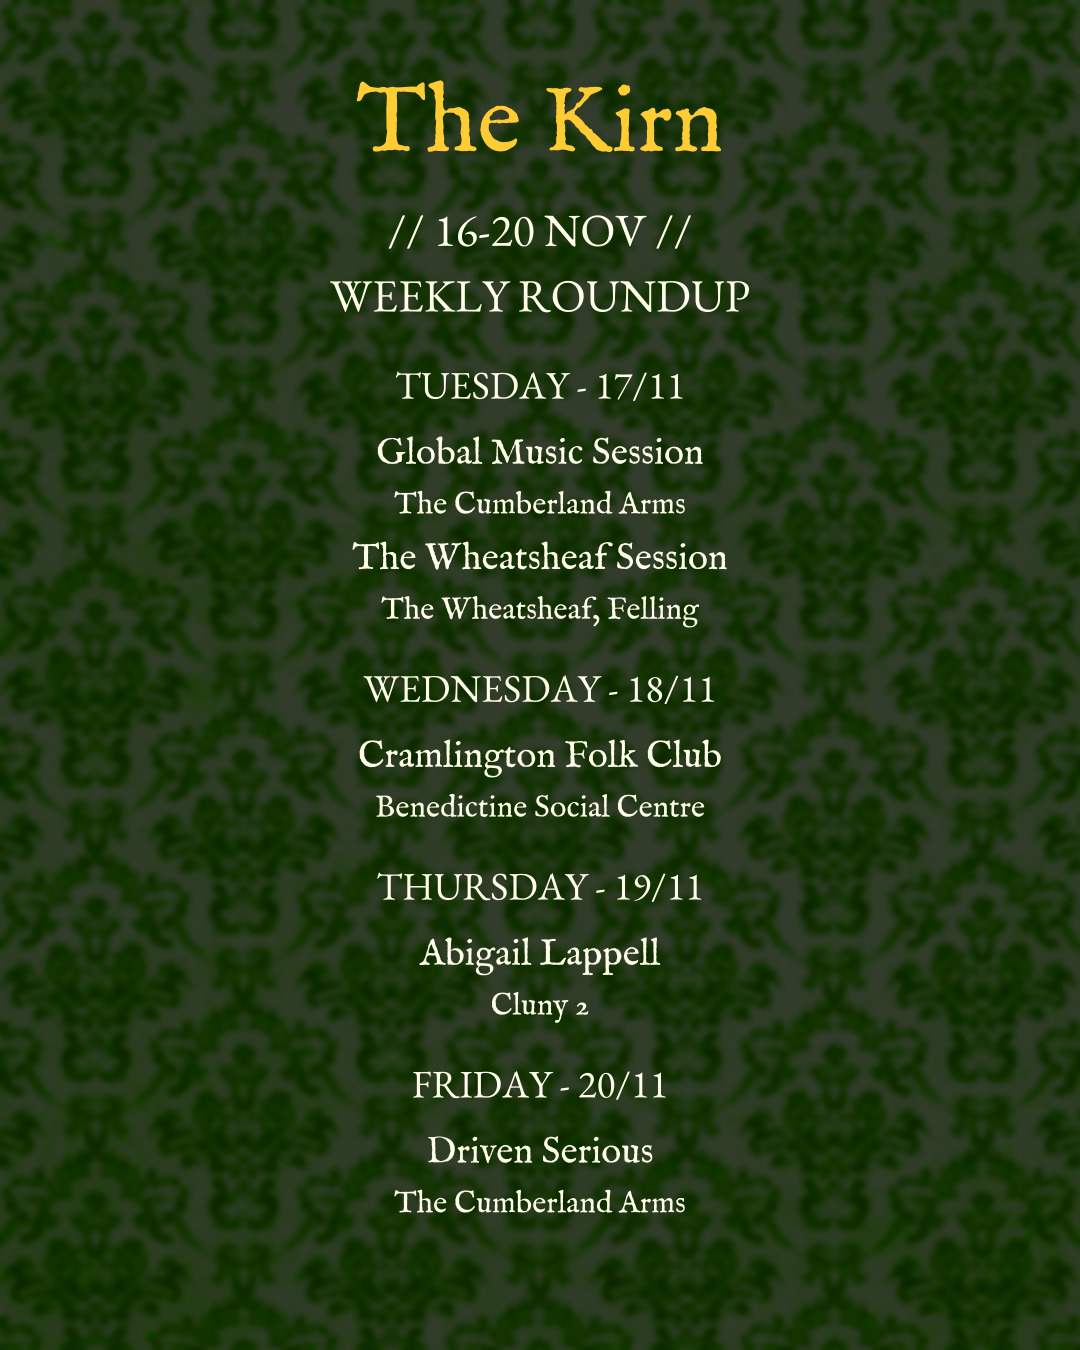 The Kirn
// 16-20 NOV //
WEEKLY ROUNDUP
TUESDAY - 17/11
Global Music Session
The Cumberland Arms
The Wheatsheaf Session
The Wheatsheaf, Felling
WEDNESDAY - 18/11
Cramlington Folk Club
Benedictine Social Centre
THURSDAY - 19/11
Abigail Lappell
Cluny 2
FRIDAY - 20/11
Driven Serious
The Cumberland Arms